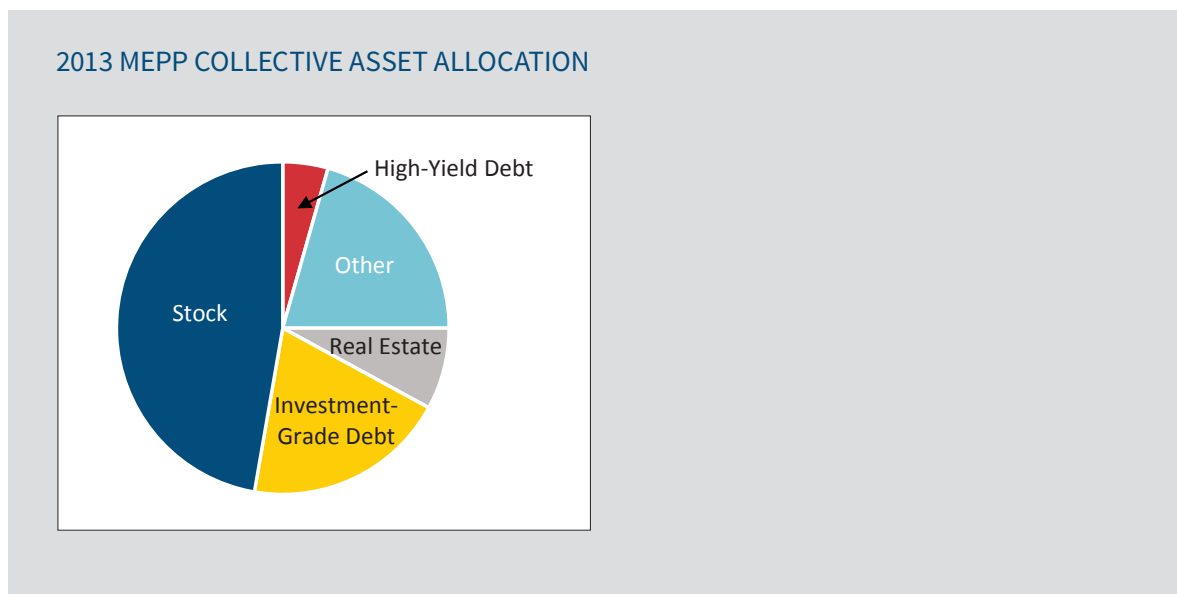 2013 MEPP COLLECTIVE ASSET ALLOCATION
High-Yield Debt
Other
Stock
Real Estate
Investment-
Grade Debt